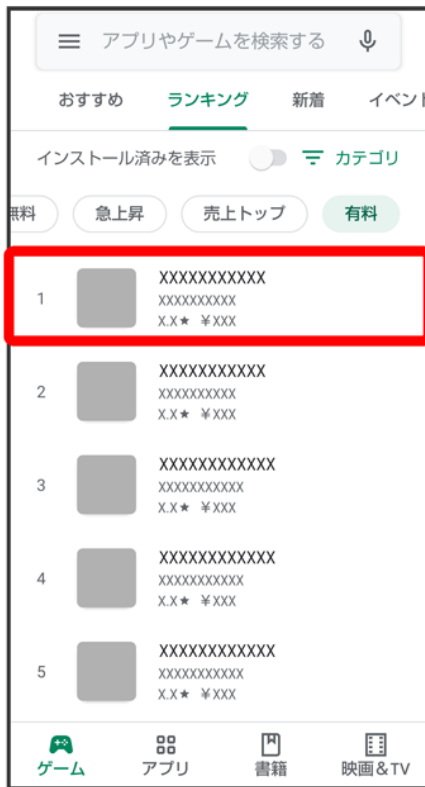 アプリやゲームを検索する
おすすめ ランキング 新着 イベント
インストール済みを表示 カテゴリ
無料 急上昇 売上トップ 有料
1 XXXXXXXXXXX
XXXXXXXXXX
X.X★ ¥XXX
2 XXXXXXXXXXX
XXXXXXXXXX
X.X★ ¥XXX
3 XXXXXXXXXXXX
XXXXXXXXXXX
X.X★ ¥XXX
4 XXXXXXXXXXXX
XXXXXXXXXXX
X.X★ ¥XXX
5 XXXXXXXXXXXX
XXXXXXXXXXX
X.X★ ¥XXX
ゲーム アプリ 書籍 映画&TV